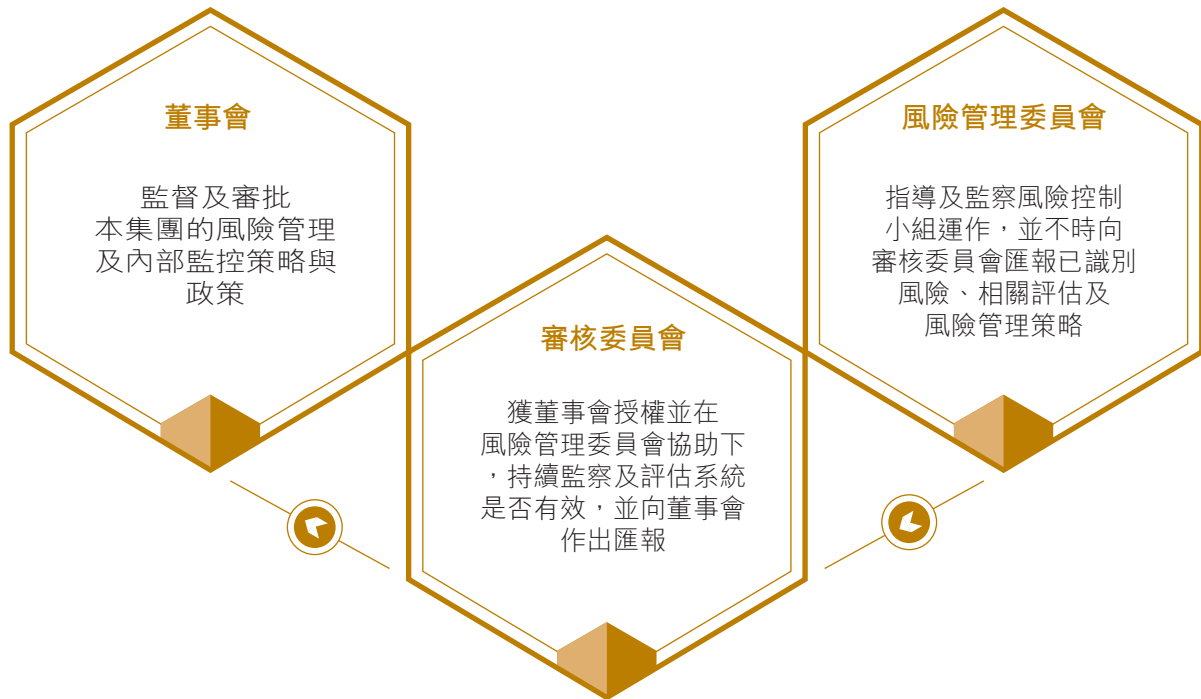 董事會
監督及審批
本集團的風險管理
及內部監控策略與
政策
審核委員會
獲董事會授權並在
風險管理委員會協助下
，持續監察及評估系統
是否有效，並向董事會
作出匯報
風險管理委員會
指導及監察風險控制
小組運作，並不時向
審核委員會匯報已識別
風險、相關評估及
風險管理策略